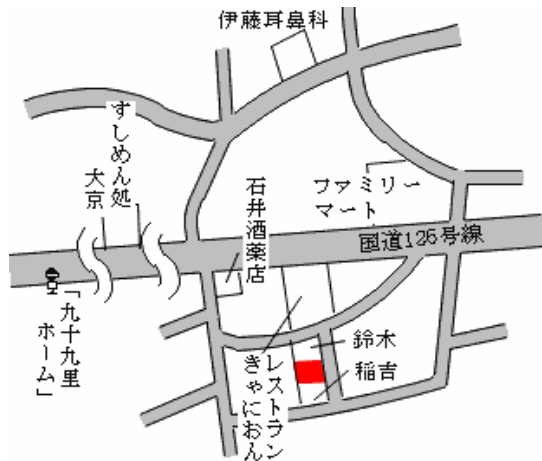 伊藤耳鼻科
すしめん処
大京
石井酒薬店
ファミリー
マート
国道126号線
「九十九里
ホーム」
レストラン
きゃにおん
鈴木
稲吉